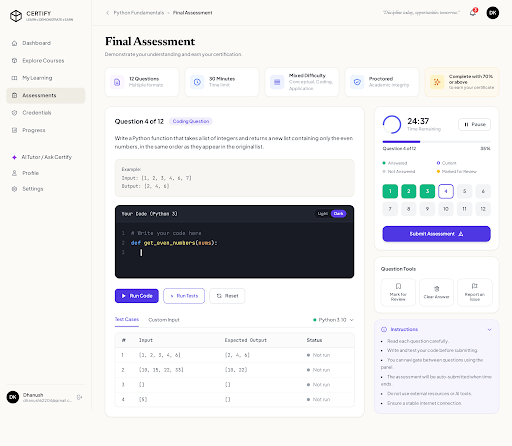 CERTIFY
LEARN • DEMONSTRATE • EARN
Dashboard
Explore Courses
My Learning
Assessments
Credentials
Progress
AI Tutor / Ask Certify
Profile
Settings
Dhanush
DK
Python Fundamentals > Final Assessment
"Discipline today, opportunities tomorrow."
DK
Final Assessment
Demonstrate your understanding and earn your certification.
12 Questions
Multiple formats
30 Minutes
Time limit
Mixed Difficulty
Conceptual, Coding,
Application
Proctored
Academic integrity
Complete with 70%
or above
to earn your certificate
Question 4 of 12
Coding Question
Write a Python function that takes a list of integers and returns a new list containing only the even
numbers, in the same order as they appear in the original list.
Example:
Input: [1, 2, 3, 4, 6, 7]
Output: [2, 4, 6]
Your Code (Python 3)
Light Dark
1 # Write your code here
2 def get_even_numbers(nums):
3
Run Code
Run Tests
Reset
Test Cases
Custom Input
Python 3.10
# Input Expected Output Status
1 [1, 2, 3, 4, 6] [2, 4, 6] Not run
2 [10, 15, 22, 33] [10, 22] Not run
3 [] [] Not run
4 [5] [] Not run
24:37
Time Remaining
Pause
Question 4 of 12
35%
Answered
Current
Not Answered
Marked for Review
1 2 3 4 5 6
7 8 9 10 11 12
Submit Assessment
Question Tools
Mark for
Review
Clear Answer
Report an
Issue
Instructions
Read each question carefully.
Write and test your code before submitting.
You can navigate between questions using the
panel.
The assessment will be auto-submitted when time
ends.
Do not use external resources or AI tools.
Ensure a stable internet connection.